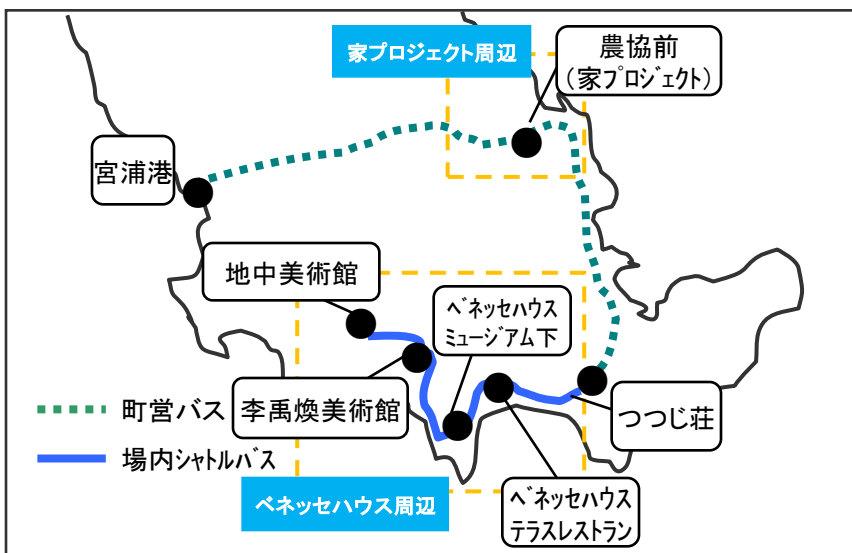 家プロジェクト周辺
農協前
(家プロジェクト)
宮浦港
地中美術館
ベネッセハウス
ミュージアム下
李禹煥美術館
つつじ荘
町営バス
場内シャトルバス
ベネッセハウス周辺
ベネッセハウス
テラスレストラン